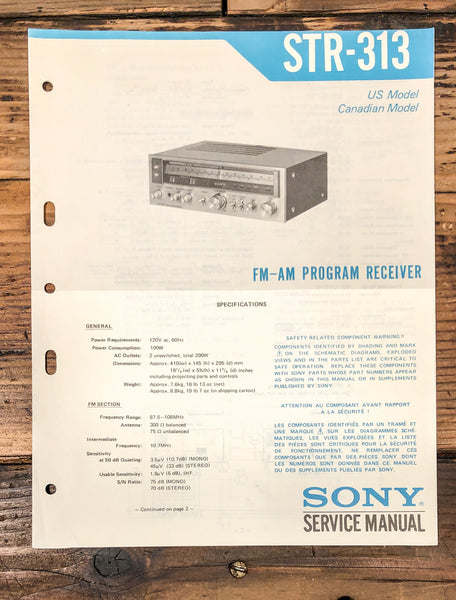 STR-313
US Model
Canadian Model
SONY
FM-AM PROGRAM RECEIVER
SPECIFICATIONS
GENERAL
Power Requirements: 120V ac, 60Hz
Power Consumption: 100W
AC Outlets: 2 unswitched, total 200W
Dimensions: Approx. 410(w) x 145 (h) x 295 (d) mm
including projecting parts and controls
Weight: Approx. 7.6kg, 16 lb 13 oz (net)
Approx. 8.8kg, 19 lb 7 oz (in shipping carton)
FM SECTION
Frequency Range: 87.5-108MHz
Antenna: 300 Ω balanced
75 Ω unbalanced
Intermediate
Frequency: 10.7MHz
Sensitivity
at 50 dB Quieting: 3.5μV (10.7dB) (MONO)
45μV (33 dB) (STEREO)
Usable Sensitivity: 1.9μV (5 dB), IHF
S/N Ratio: 75 dB (MONO)
70 dB (STEREO)
— Continued on page 2 —
SAFETY RELATED COMPONENT WARNING!!
COMPONENTS IDENTIFIED BY SHADING AND MARK
⚠ ON THE SCHEMATIC DIAGRAMS, EXPLODED
VIEWS AND IN THE PARTS LIST ARE CRITICAL TO
SAFE OPERATION. REPLACE THESE COMPONENTS
WITH SONY PARTS WHOSE PART NUMBERS APPEAR
AS SHOWN IN THIS MANUAL OR IN SUPPLEMENTS
PUBLISHED BY SONY.
ATTENTION AU COMPOSANT AYANT RAPPORT
À LA SÉCURITÉ !
LES COMPOSANTS IDENTIFIÉS PAR UN TRAMÉ ET
UNE MARQUE ⚠ SUR LES DIAGRAMMES SCHÉ-
MATIQUES, LES VUES EXPLOSÉES ET LA LISTE
DES PIÈCES SONT CRITIQUES POUR LA SÉCURITÉ
DE FONCTIONNEMENT. NE REMPLACER CES
COMPOSANTS QUE PAR DES PIÈCES SONY DONT
LES NUMÉROS SONT DONNÉS DANS CE MANUEL
OU DES SUPPLÉMENTS PUBLIÉS PAR SONY.
SONY®
SERVICE MANUAL